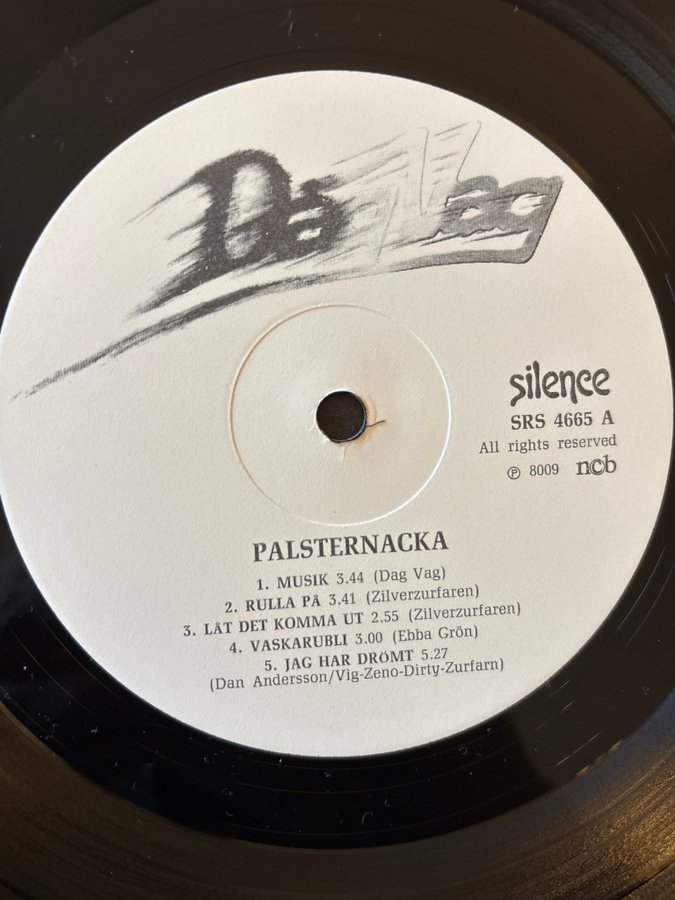 Dag Vag
silence
SRS 4665 A
All rights reserved
℗ 8009 ncb
PALSTERNACKA
1. MUSIK 3.44 (Dag Vag)
2. RULLA PÅ 3.41 (Zilverzurfaren)
3. LÅT DET KOMMA UT 2.55 (Zilverzurfaren)
4. VASKARUBLI 3.00 (Ebba Grön)
5. JAG HAR DRÖMT 5.27
(Dan Andersson/Vig-Zeno-Dirty-Zurfarn)